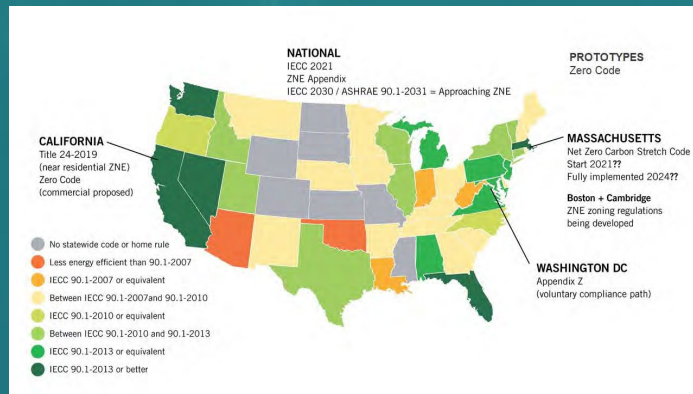 NATIONAL
IECC 2021
ZNE Appendix
IECC 2030 / ASHRAE 90.1-2031 = Approaching ZNE
PROTOTYPES
Zero Code
CALIFORNIA
Title 24-2019
(near residential ZNE)
Zero Code
(commercial proposed)
MASSACHUSETTS
Net Zero Carbon Stretch Code
Start 2021??
Fully implemented 2024??
Boston + Cambridge
ZNE zoning regulations
being developed
WASHINGTON DC
Appendix Z
(voluntary compliance path)
No statewide code or home rule
Less energy efficient than 90.1-2007
IECC 90.1-2007 or equivalent
Between IECC 90.1-2007and 90.1-2010
IECC 90.1-2010 or equivalent
Between IECC 90.1-2010 and 90.1-2013
IECC 90.1-2013 or equivalent
IECC 90.1-2013 or better